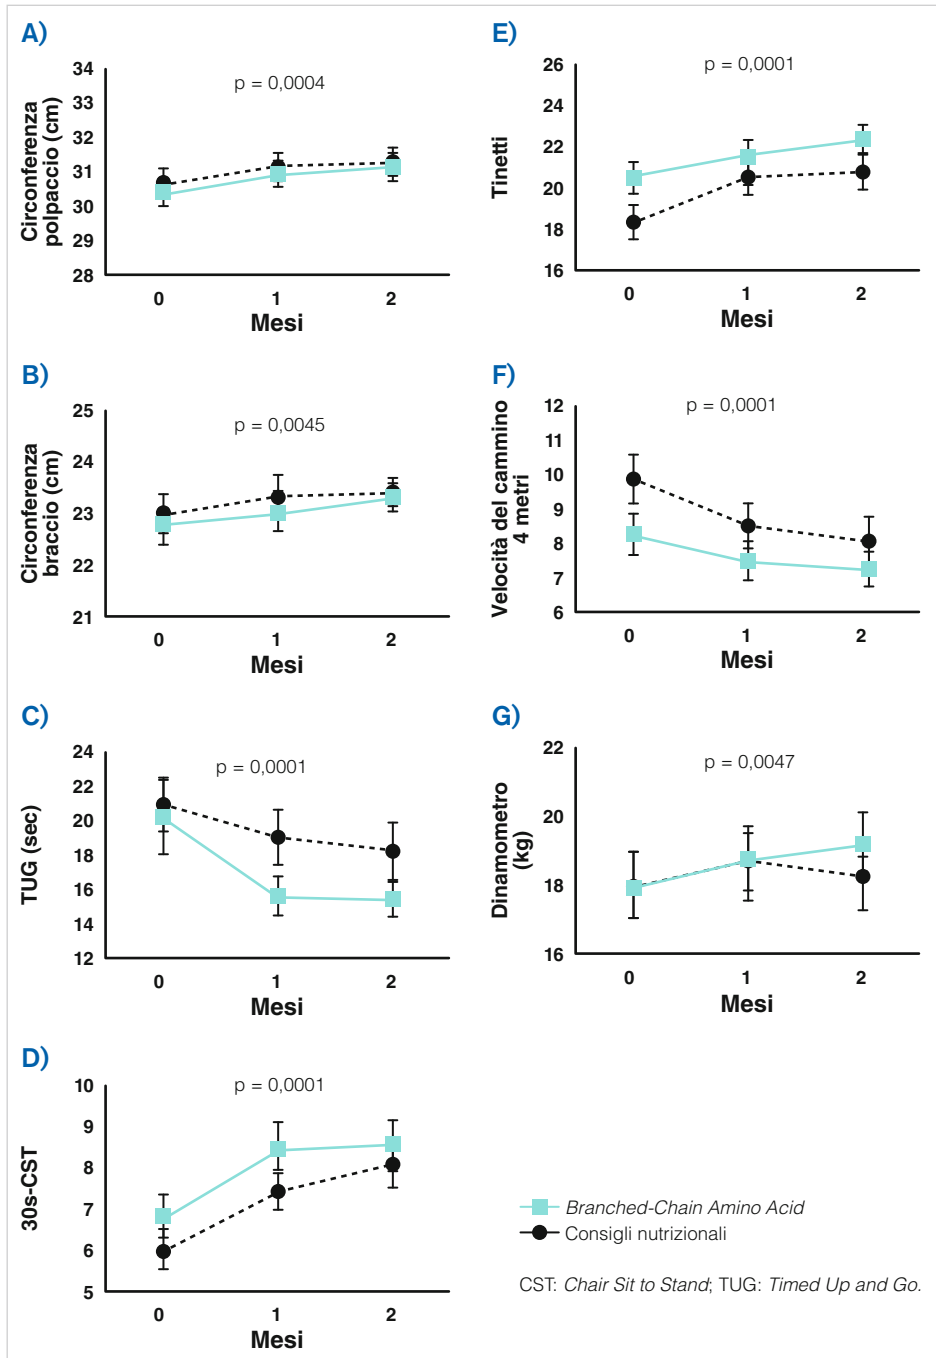 A)
p = 0,0004
Circonferenza
polpaccio (cm)
34
33
32
31
30
29
28
0 1 2
Mesi
B)
p = 0,0045
Circonferenza
braccio (cm)
25
24
23
22
21
0 1 2
Mesi
C)
p = 0,0001
TUG (sec)
24
22
20
18
16
14
12
0 1 2
Mesi
D)
p = 0,0001
30s-CST
10
9
8
7
6
5
0 1 2
Mesi
E)
p = 0,0001
Tinetti
26
24
22
20
18
16
0 1 2
Mesi
F)
p = 0,0001
Velocità del cammino
4 metri
12
11
10
9
8
7
6
0 1 2
Mesi
G)
p = 0,0047
Dinamometro
(kg)
22
20
18
16
0 1 2
Mesi
Branched-Chain Amino Acid
Consigli nutrizionali
CST: Chair Sit to Stand; TUG: Timed Up and Go.